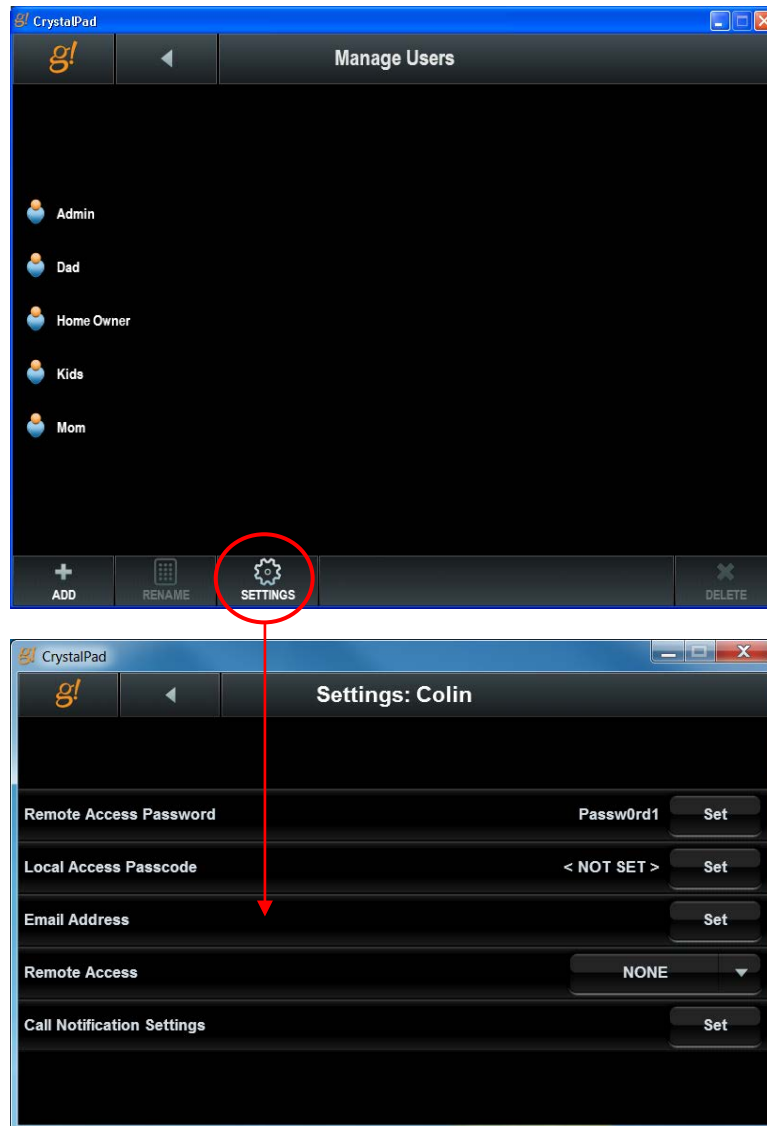 g! CrystalPad
g! Manage Users
Admin
Dad
Home Owner
Kids
Mom
ADD RENAME SETTINGS DELETE
g! CrystalPad
g! Settings: Colin
Remote Access Password Passw0rd1 Set
Local Access Passcode < NOT SET > Set
Email Address Set
Remote Access NONE
Call Notification Settings Set